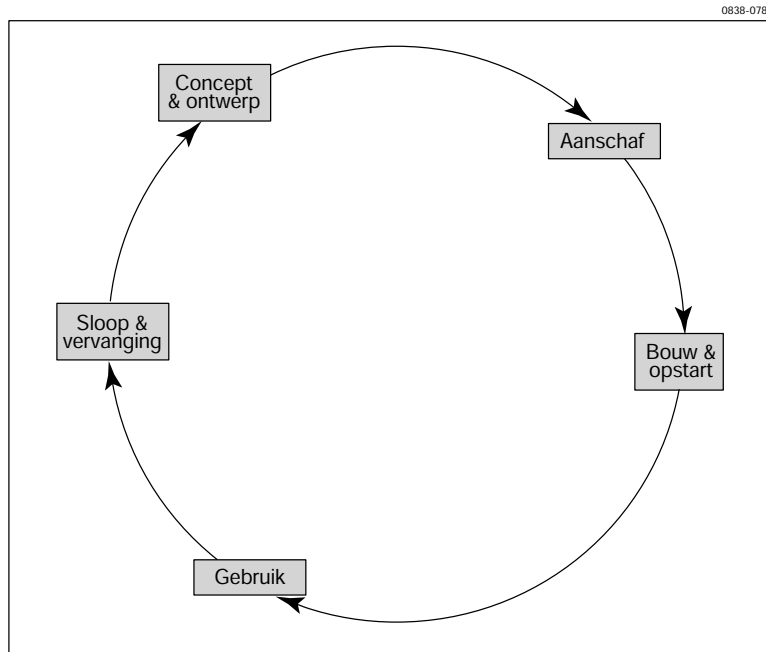 0838-078
Concept
& ontwerp
Aanschaf
Bouw &
opstart
Gebruik
Sloop &
vervanging